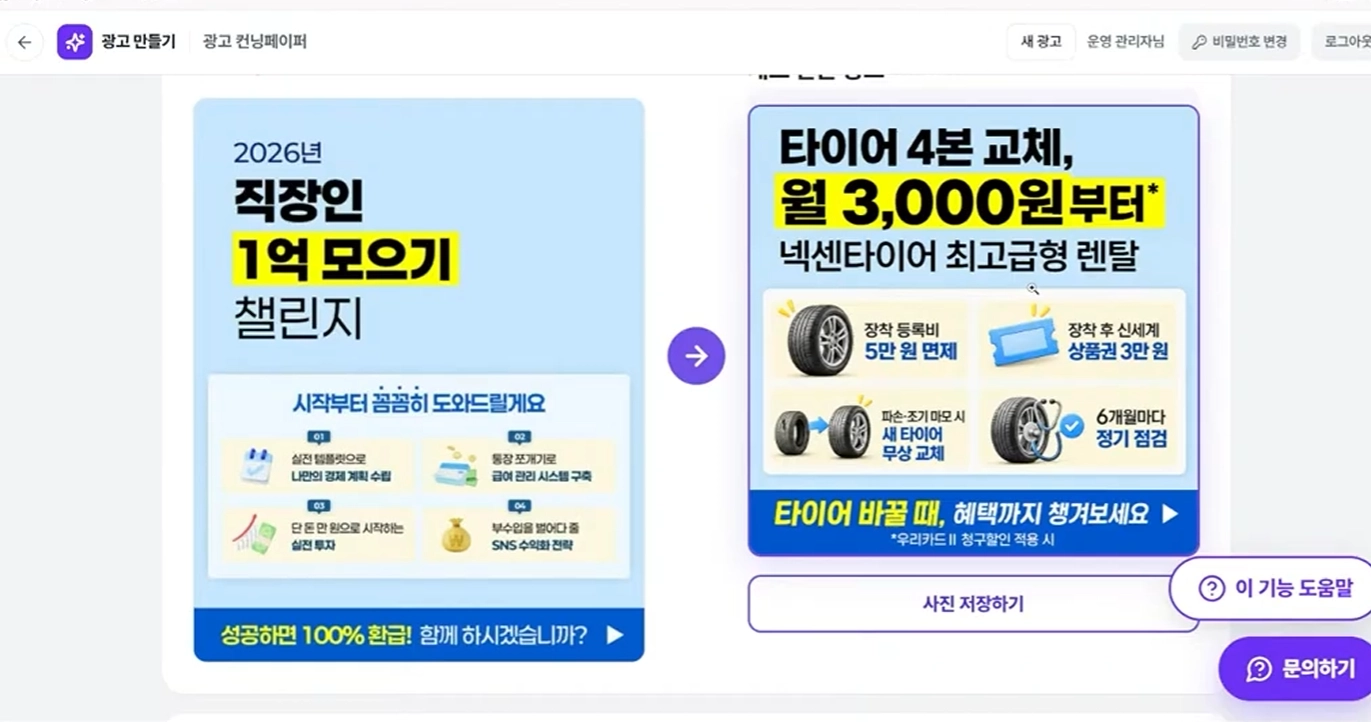 광고 만들기
광고 컨닝페이퍼
새 광고
운영 관리자님
비밀번호 변경
로그아웃
2026년
직장인
1억 모으기
챌린지
시작부터 꼼꼼히 도와드릴게요
01
실전 템플릿으로
나만의 경제 계획 수립
02
통장 쪼개기로
급여 관리 시스템 구축
03
단 돈 만 원으로 시작하는
실전 투자
04
부수입을 벌어다 줄
SNS 수익화 전략
성공하면 100% 환급! 함께 하시겠습니까?
타이어 4본 교체,
월 3,000원부터*
넥센타이어 최고급형 렌탈
장착 등록비
5만 원 면제
장착 후 신세계
상품권 3만 원
파손·조기 마모 시
새 타이어
무상 교체
6개월마다
정기 점검
타이어 바꿀 때, 혜택까지 챙겨보세요
*우리카드Ⅱ 청구할인 적용 시
사진 저장하기
이 기능 도움말
문의하기